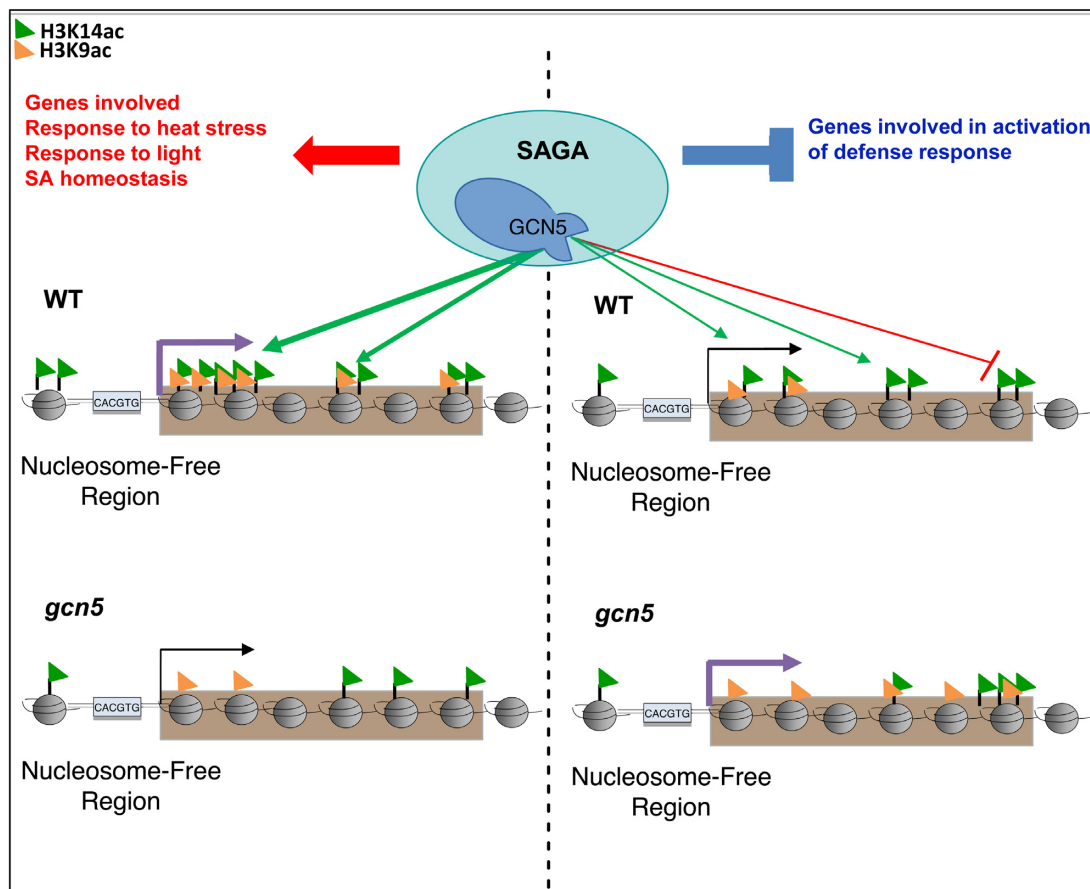 H3K14ac
H3K9ac
Genes involved
Response to heat stress
Response to light
SA homeostasis
SAGA
GCN5
Genes involved in activation
of defense response
WT
CACGTG
Nucleosome-Free
Region
WT
CACGTG
Nucleosome-Free
Region
gcn5
CACGTG
Nucleosome-Free
Region
gcn5
CACGTG
Nucleosome-Free
Region